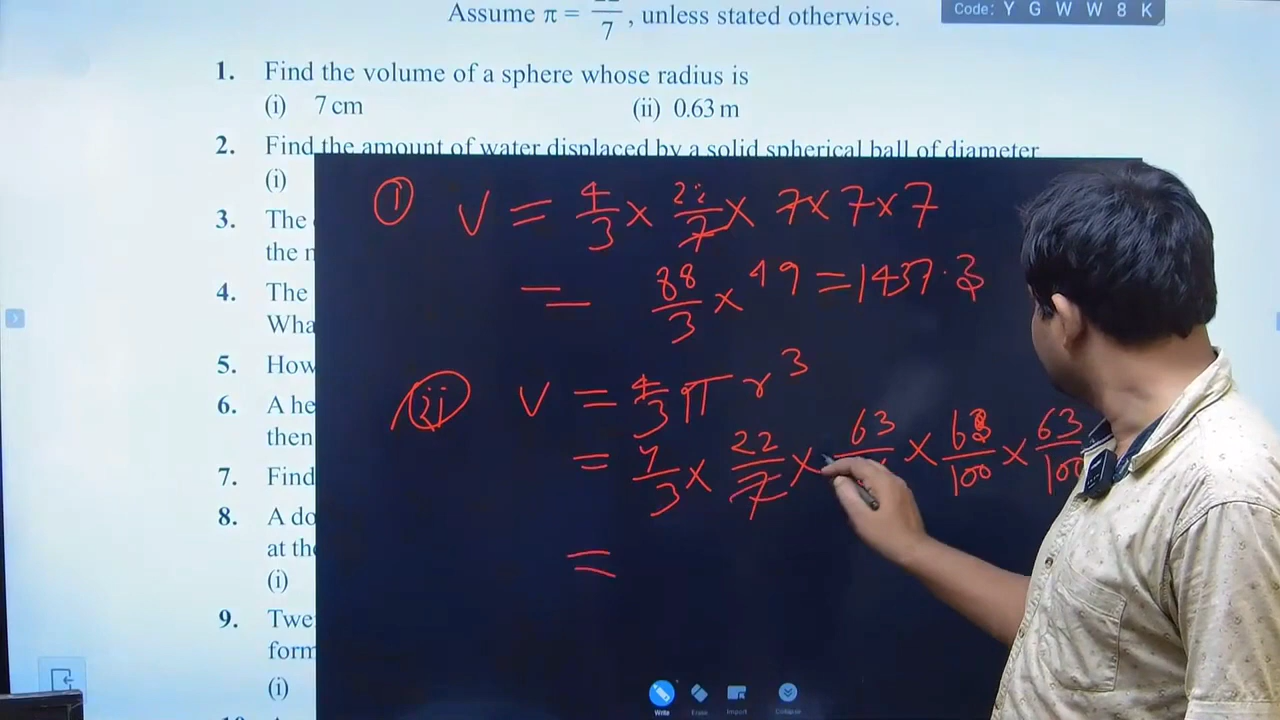 Assume π = 22/7, unless stated otherwise.
Code: Y G W W 8 K
1. Find the volume of a sphere whose radius is
(i) 7 cm (ii) 0.63 m
2. Find the amount of water displaced by a solid spherical ball of diameter
(i)
3. The
the
4. The
Wha
5. How
6. A he
then
7. Find
8. A do
at the
(i)
9. Twe
form
(i)
① V = 4/3 × 22/7 × 7 × 7 × 7
= 88/3 × 49 = 1437.3
(ii) V = 4/3 π r³
= 4/3 × 22/7 × 63 × 63/100 × 63/100
=
Write Erase Import Collapse